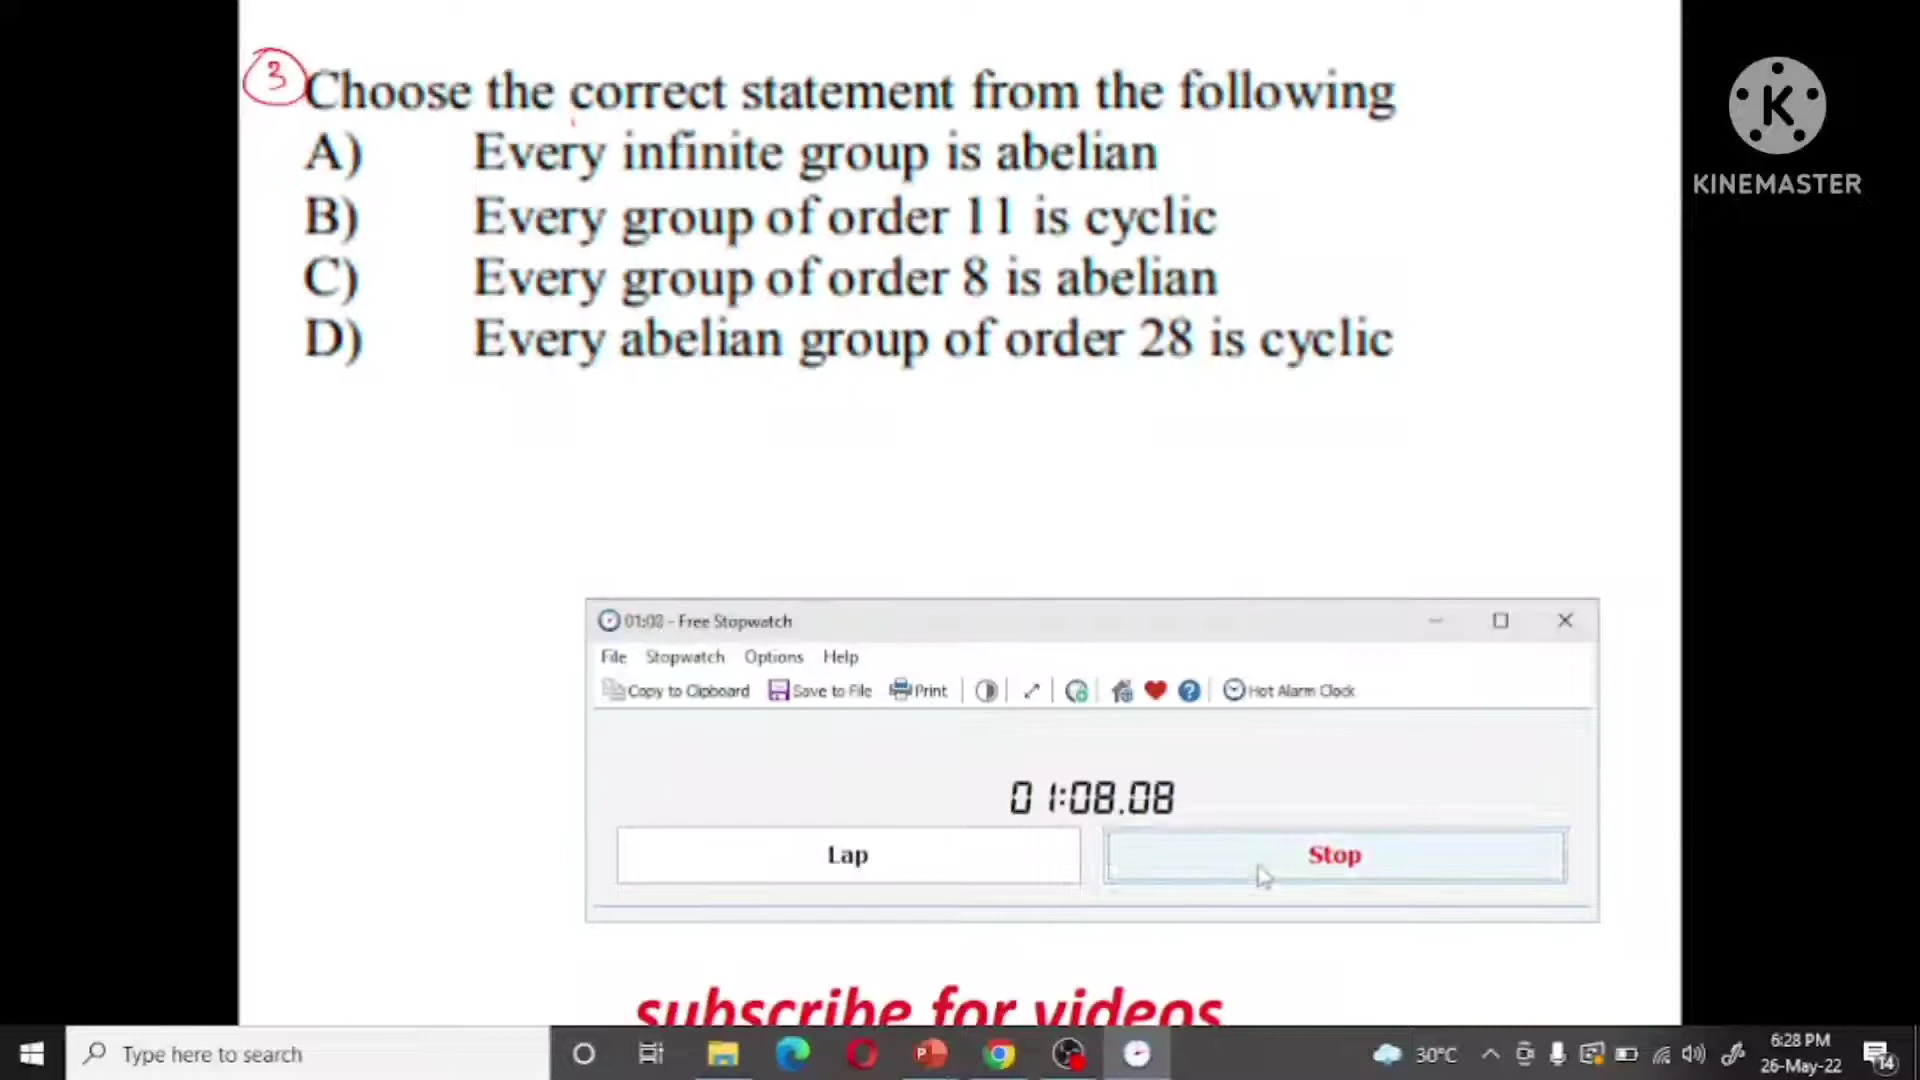 3 Choose the correct statement from the following
A) Every infinite group is abelian
B) Every group of order 11 is cyclic
C) Every group of order 8 is abelian
D) Every abelian group of order 28 is cyclic
K
KINEMASTER
01:08 - Free Stopwatch
File Stopwatch Options Help
Copy to Clipboard Save to File Print Hot Alarm Clock
01:08.08
Lap Stop
subscribe for videos
Type here to search
30°C
6:28 PM
26-May-22
14